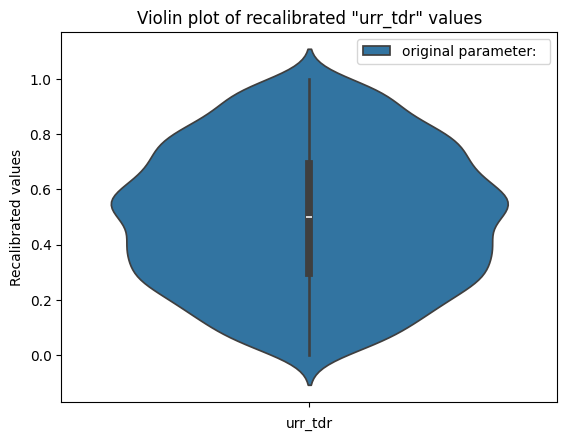 Violin plot of recalibrated "urr_tdr" values
original parameter:
1.0
0.8
0.6
0.4
0.2
0.0
Recalibrated values
urr_tdr